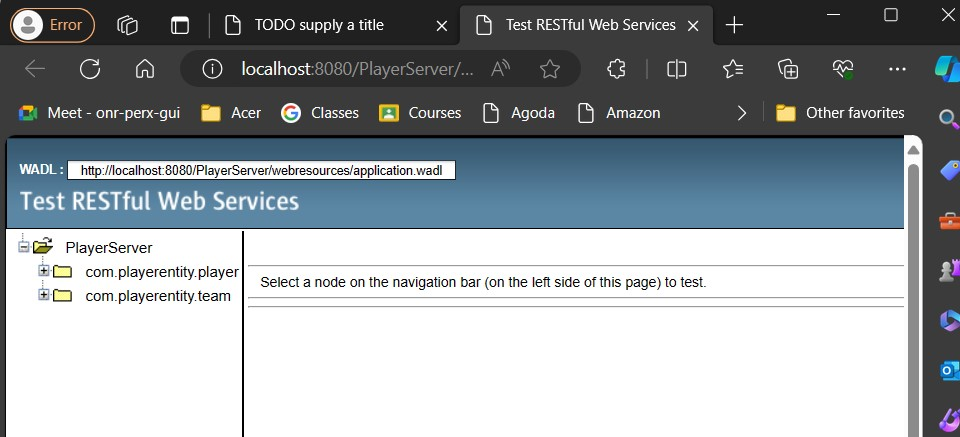 Error
TODO supply a title
Test RESTful Web Services
localhost:8080/PlayerServer/...
Meet - onr-perx-gui
Acer
Classes
Courses
Agoda
Amazon
Other favorites
WADL : http://localhost:8080/PlayerServer/webresources/application.wadl
Test RESTful Web Services
PlayerServer
com.playerentity.player
com.playerentity.team
Select a node on the navigation bar (on the left side of this page) to test.